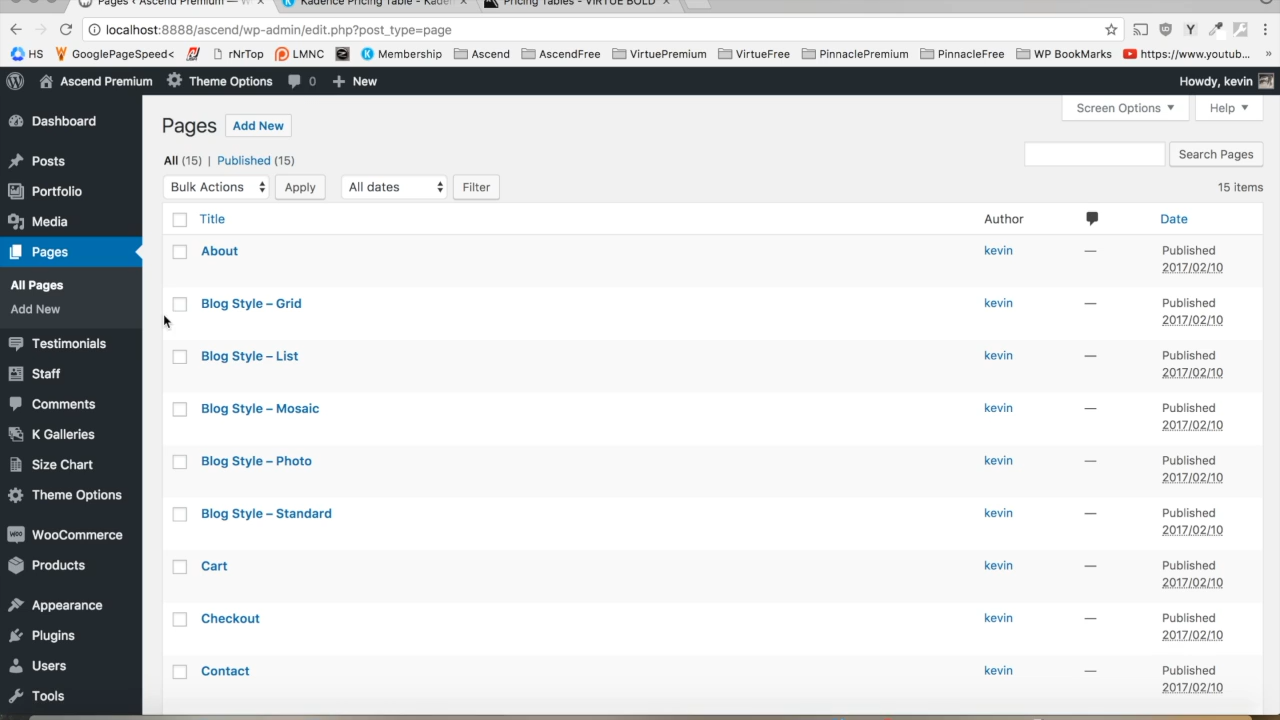 Pages ‹ Ascend Premium — W × Kadence Pricing Table - Kaden × Pricing Tables - VIRTUE BOLD ×
localhost:8888/ascend/wp-admin/edit.php?post_type=page
HS GooglePageSpeed< rNrTop LMNC Membership Ascend AscendFree VirtuePremium VirtueFree PinnaclePremium PinnacleFree WP BookMarks https://www.youtub... »
Ascend Premium Theme Options 0 + New Howdy, kevin
Screen Options ▼ Help ▼
Dashboard
Posts
Portfolio
Media
Pages
All Pages
Add New
Testimonials
Staff
Comments
K Galleries
Size Chart
Theme Options
WooCommerce
Products
Appearance
Plugins
Users
Tools
Pages Add New
All (15) | Published (15)
Search Pages
Bulk Actions Apply All dates Filter 15 items
Title Author Date
About kevin — Published
2017/02/10
Blog Style – Grid kevin — Published
2017/02/10
Blog Style – List kevin — Published
2017/02/10
Blog Style – Mosaic kevin — Published
2017/02/10
Blog Style – Photo kevin — Published
2017/02/10
Blog Style – Standard kevin — Published
2017/02/10
Cart kevin — Published
2017/02/10
Checkout kevin — Published
2017/02/10
Contact kevin — Published
2017/02/10